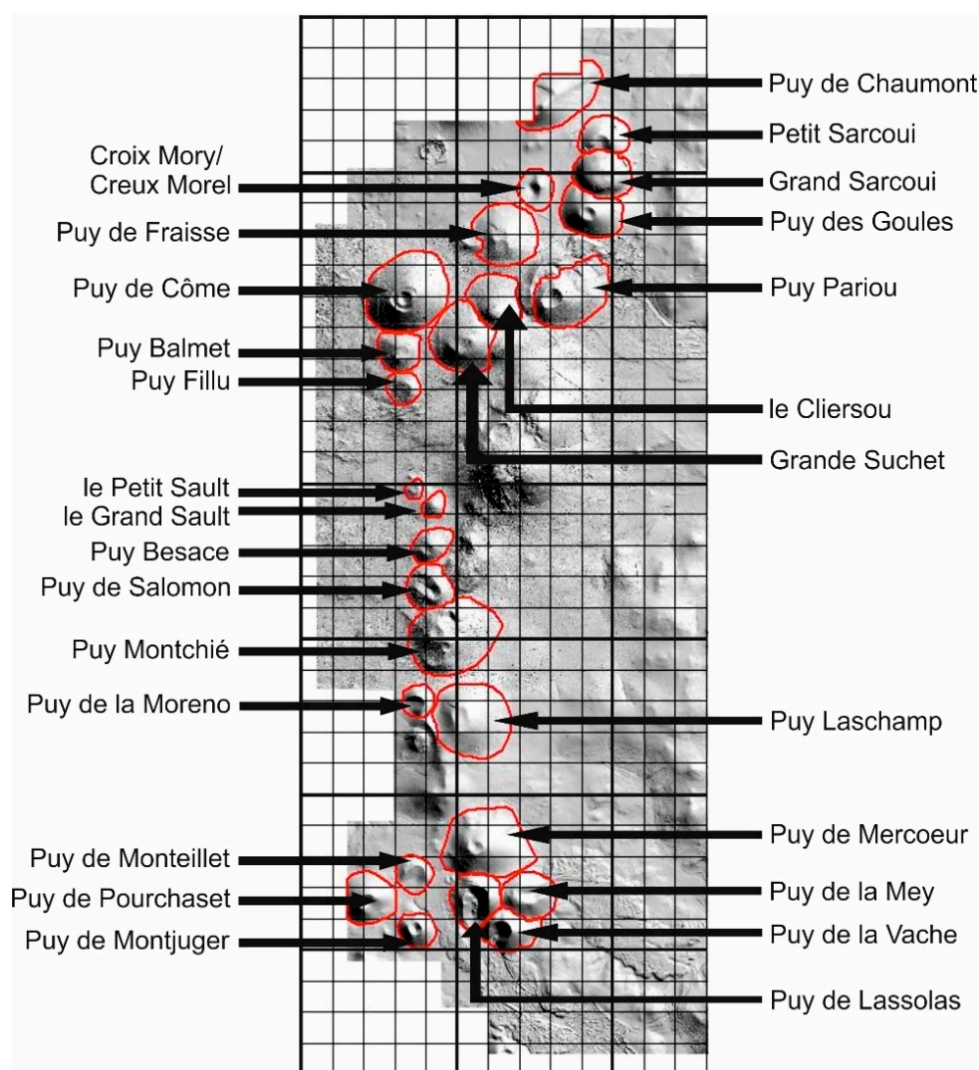 Puy de Chaumont
Petit Sarcoui
Croix Mory/
Creux Morel
Grand Sarcoui
Puy des Goules
Puy de Fraisse
Puy de Côme
Puy Pariou
Puy Balmet
Puy Fillu
le Cliersou
Grande Suchet
le Petit Sault
le Grand Sault
Puy Besace
Puy de Salomon
Puy Montchié
Puy de la Moreno
Puy Laschamp
Puy de Mercoeur
Puy de Monteillet
Puy de la Mey
Puy de Pourchaset
Puy de la Vache
Puy de Montjuger
Puy de Lassolas